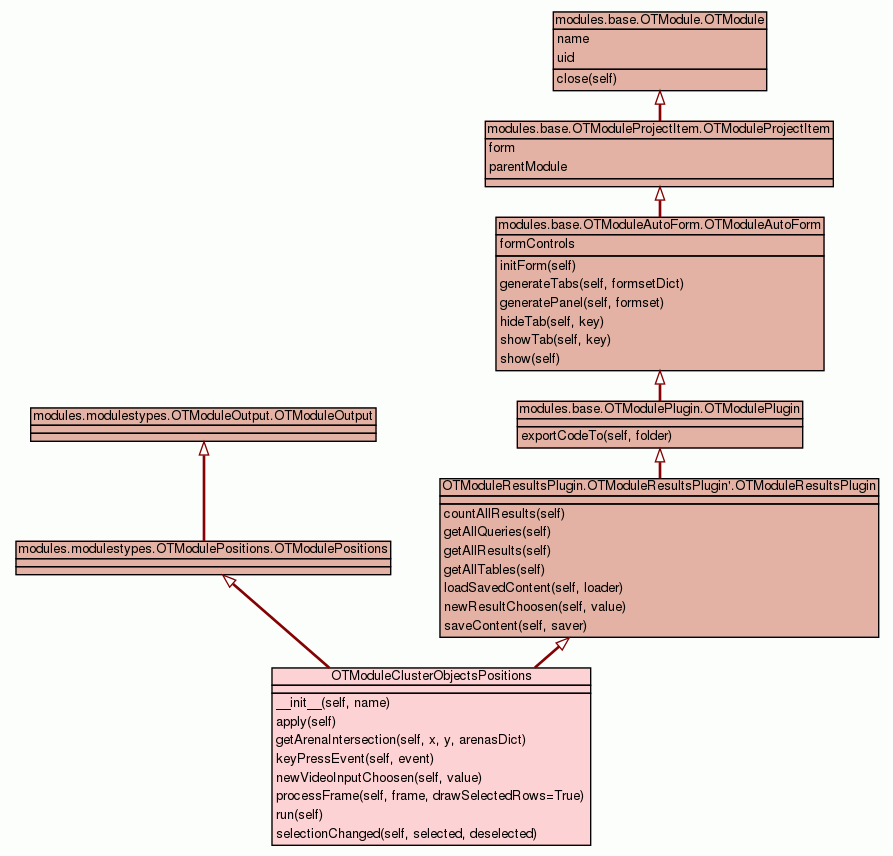 modules.base.OTModule.OTModule
name
uid
close(self)
modules.base.OTModuleProjectItem.OTModuleProjectItem
form
parentModule
modules.base.OTModuleAutoForm.OTModuleAutoForm
formControls
initForm(self)
generateTabs(self, formsetDict)
generatePanel(self, formset)
hideTab(self, key)
showTab(self, key)
show(self)
modules.base.OTModulePlugin.OTModulePlugin
exportCodeTo(self, folder)
modules.modulestypes.OTModuleOutput.OTModuleOutput
OTModuleResultsPlugin.OTModuleResultsPlugin'.OTModuleResultsPlugin
countAllResults(self)
getAllQueries(self)
getAllResults(self)
getAllTables(self)
loadSavedContent(self, loader)
newResultChoosen(self, value)
saveContent(self, saver)
modules.modulestypes.OTModulePositions.OTModulePositions
OTModuleClusterObjectsPositions
__init__(self, name)
apply(self)
getArenaIntersection(self, x, y, arenasDict)
keyPressEvent(self, event)
newVideoInputChoosen(self, value)
processFrame(self, frame, drawSelectedRows=True)
run(self)
selectionChanged(self, selected, deselected)